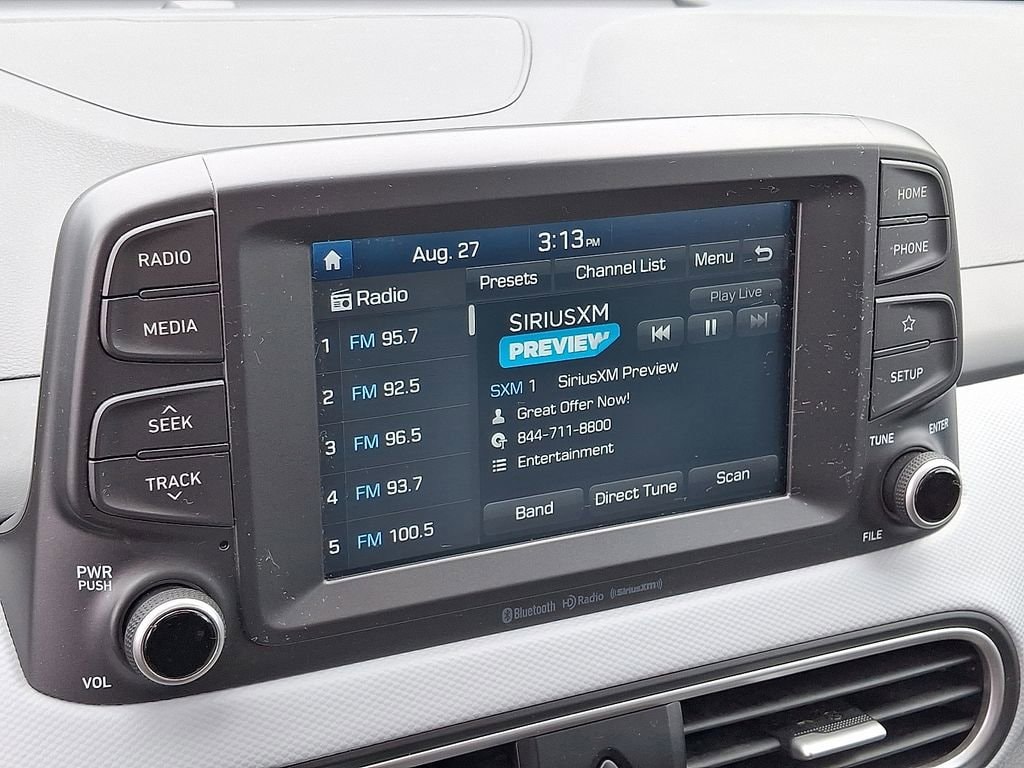 RADIO
MEDIA
SEEK
TRACK
PWR
PUSH
VOL
Aug. 27
3:13 PM
Radio
Presets
Channel List
Menu
1 FM 95.7
2 FM 92.5
3 FM 96.5
4 FM 93.7
5 FM 100.5
SIRIUSXM
PREVIEW
Play Live
SXM 1 SiriusXM Preview
Great Offer Now!
844-711-8800
Entertainment
Band
Direct Tune
Scan
HOME
PHONE
SETUP
TUNE
ENTER
FILE
Bluetooth HD Radio SiriusXM